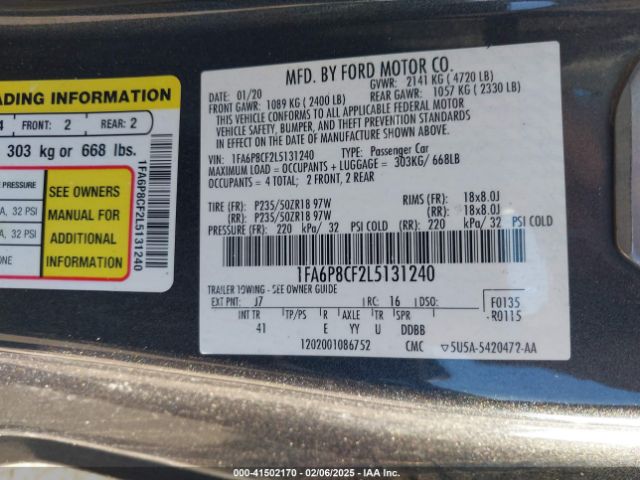 ADING INFORMATION
4 FRONT: 2 REAR: 2
303 kg or 668 lbs.
PRESSURE
A, 32 PSI
A, 32 PSI
ONE
SEE OWNERS
MANUAL FOR
ADDITIONAL
INFORMATION
1FA6P8CF2L5131240
MFD. BY FORD MOTOR CO.
DATE: 01/20 GVWR: 2141 KG ( 4720 LB)
FRONT GAWR: 1089 KG ( 2400 LB) REAR GAWR: 1057 KG ( 2330 LB)
THIS VEHICLE CONFORMS TO ALL APPLICABLE FEDERAL MOTOR
VEHICLE SAFETY, BUMPER, AND THEFT PREVENTION STANDARDS IN
EFFECT ON THE DATE OF MANUFACTURE SHOWN ABOVE.
VIN: 1FA6P8CF2L5131240 TYPE: Passenger Car
MAXIMUM LOAD = OCCUPANTS + LUGGAGE = 303KG/ 668LB
OCCUPANTS = 4 TOTAL; 2 FRONT, 2 REAR
TIRE (FR): P235/50ZR18 97W RIMS (FR): 18x8.0J
(RR): P235/50ZR18 97W (RR): 18x8.0J
PRESSURE (FR): 220 kPa/ 32 PSI COLD (RR): 220 kPa/ 32 PSI COLD
1FA6P8CF2L5131240
TRAILER TOWING - SEE OWNER GUIDE
EXT PNT: J7 RC: 16 DSO: F0135
INT TR TP/PS R AXLE TR SPR R0115
41 E YY U DDBB
1202001086752 CMC ▽5U5A-5420472-AA
000-41502170 - 02/06/2025 - IAA Inc.